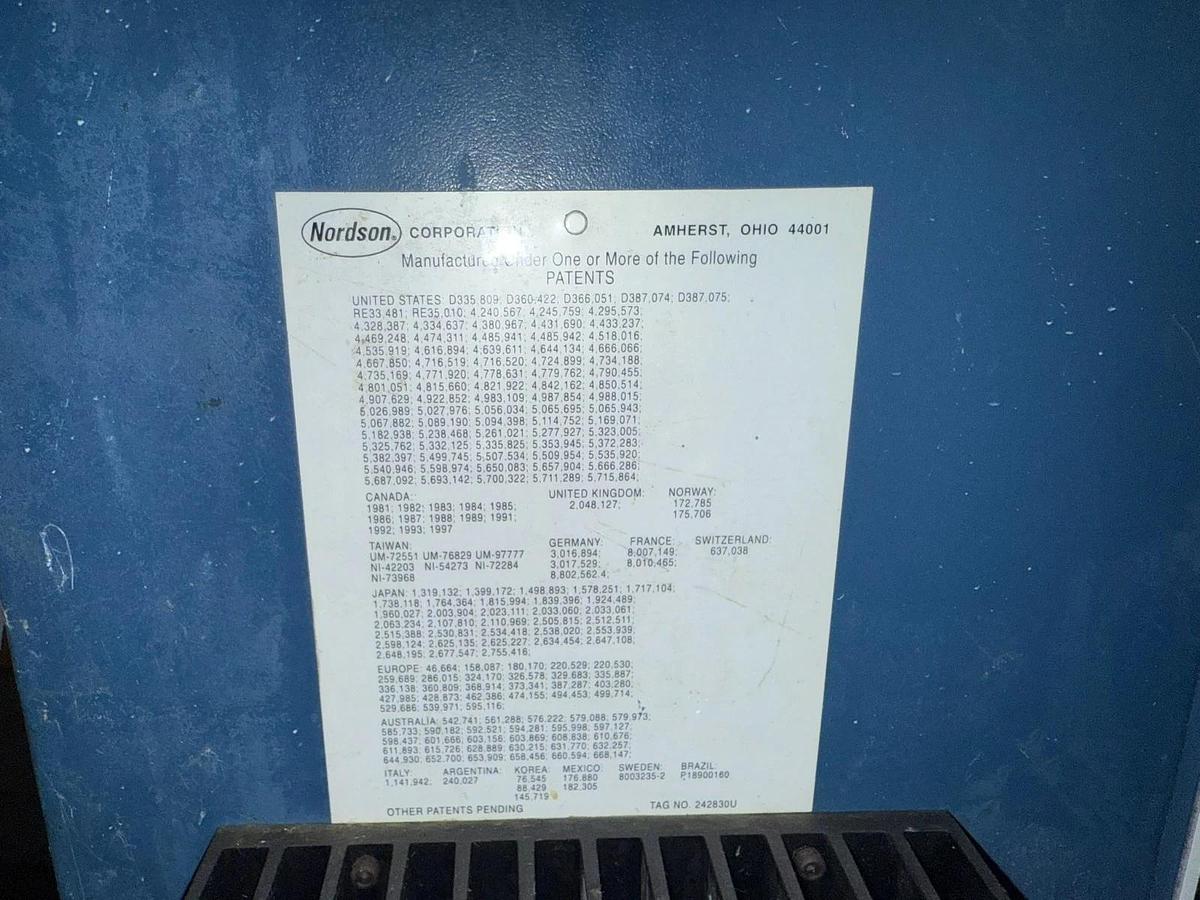 Nordson® CORPORATION AMHERST, OHIO 44001
Manufactured Under One or More of the Following
PATENTS
UNITED STATES: D335,809; D360,422; D366,051; D387,074; D387,075;
RE33,481; RE35,010; 4,240,567; 4,245,759; 4,295,573;
4,328,387; 4,334,637; 4,380,967; 4,431,690; 4,433,237;
4,469,248; 4,474,311; 4,485,941; 4,485,942; 4,518,016;
4,535,919; 4,616,894; 4,639,611; 4,644,134; 4,666,066;
4,667,850; 4,716,519; 4,716,520; 4,724,899; 4,734,188;
4,735,169; 4,771,920; 4,778,631; 4,779,762; 4,790,455;
4,801,051; 4,815,660; 4,821,922; 4,842,162; 4,850,514;
4,907,629; 4,922,852; 4,983,109; 4,987,854; 4,988,015;
5,026,989; 5,027,976; 5,056,034; 5,065,695; 5,065,943;
5,067,882; 5,089,190; 5,094,398; 5,114,752; 5,169,071;
5,182,938; 5,238,468; 5,261,021; 5,277,927; 5,323,005;
5,325,762; 5,332,125; 5,335,825; 5,353,945; 5,372,283;
5,382,397; 5,499,745; 5,507,534; 5,509,954; 5,535,920;
5,540,946; 5,598,974; 5,650,083; 5,657,904; 5,666,286;
5,687,092; 5,693,142; 5,700,322; 5,711,289; 5,715,864;
CANADA: UNITED KINGDOM: NORWAY:
1981; 1982; 1983; 1984; 1985; 2,048,127; 172,785
1986; 1987; 1988; 1989; 1991; 175,706
1992; 1993; 1997
TAIWAN: GERMANY: FRANCE: SWITZERLAND:
UM-72551 UM-76829 UM-97777 3,016,894; 8,007,149; 637,038
NI-42203 NI-54273 NI-72284 3,017,529; 8,010,465;
NI-73968 8,802,562.4;
JAPAN: 1,319,132; 1,399,172; 1,498,893; 1,578,251; 1,717,104;
1,738,118; 1,764,364; 1,815,994; 1,839,396; 1,924,489;
1,960,027; 2,003,904; 2,023,111; 2,033,060; 2,033,061;
2,063,234; 2,107,810; 2,110,969; 2,505,815; 2,512,511;
2,515,388; 2,530,831; 2,534,418; 2,538,020; 2,553,939;
2,598,124; 2,625,135; 2,625,227; 2,634,454; 2,647,108;
2,648,195; 2,677,547; 2,755,416;
EUROPE: 46,664; 158,087; 180,170; 220,529; 220,530;
259,689; 286,015; 324,170; 326,578; 329,683; 335,887;
336,138; 360,809; 368,914; 373,341; 387,287; 403,280;
427,985; 428,873; 462,386; 474,155; 494,453; 499,714;
529,686; 539,971; 595,116;
AUSTRALIA: 542,741; 561,288; 576,222; 579,088; 579,973;
585,733; 590,182; 592,521; 594,281; 595,998; 597,127;
598,437; 601,666; 603,156; 603,869; 608,838; 610,676;
611,893; 615,726; 628,889; 630,215; 631,770; 632,257;
644,930; 652,700; 653,909; 658,456; 660,594; 668,147;
ITALY: ARGENTINA: KOREA: MEXICO: SWEDEN: BRAZIL:
1,141,942; 240,027 76,545 176,880 8003235-2 P,18900160
88,429 182,305
145,719
OTHER PATENTS PENDING TAG NO. 242830U